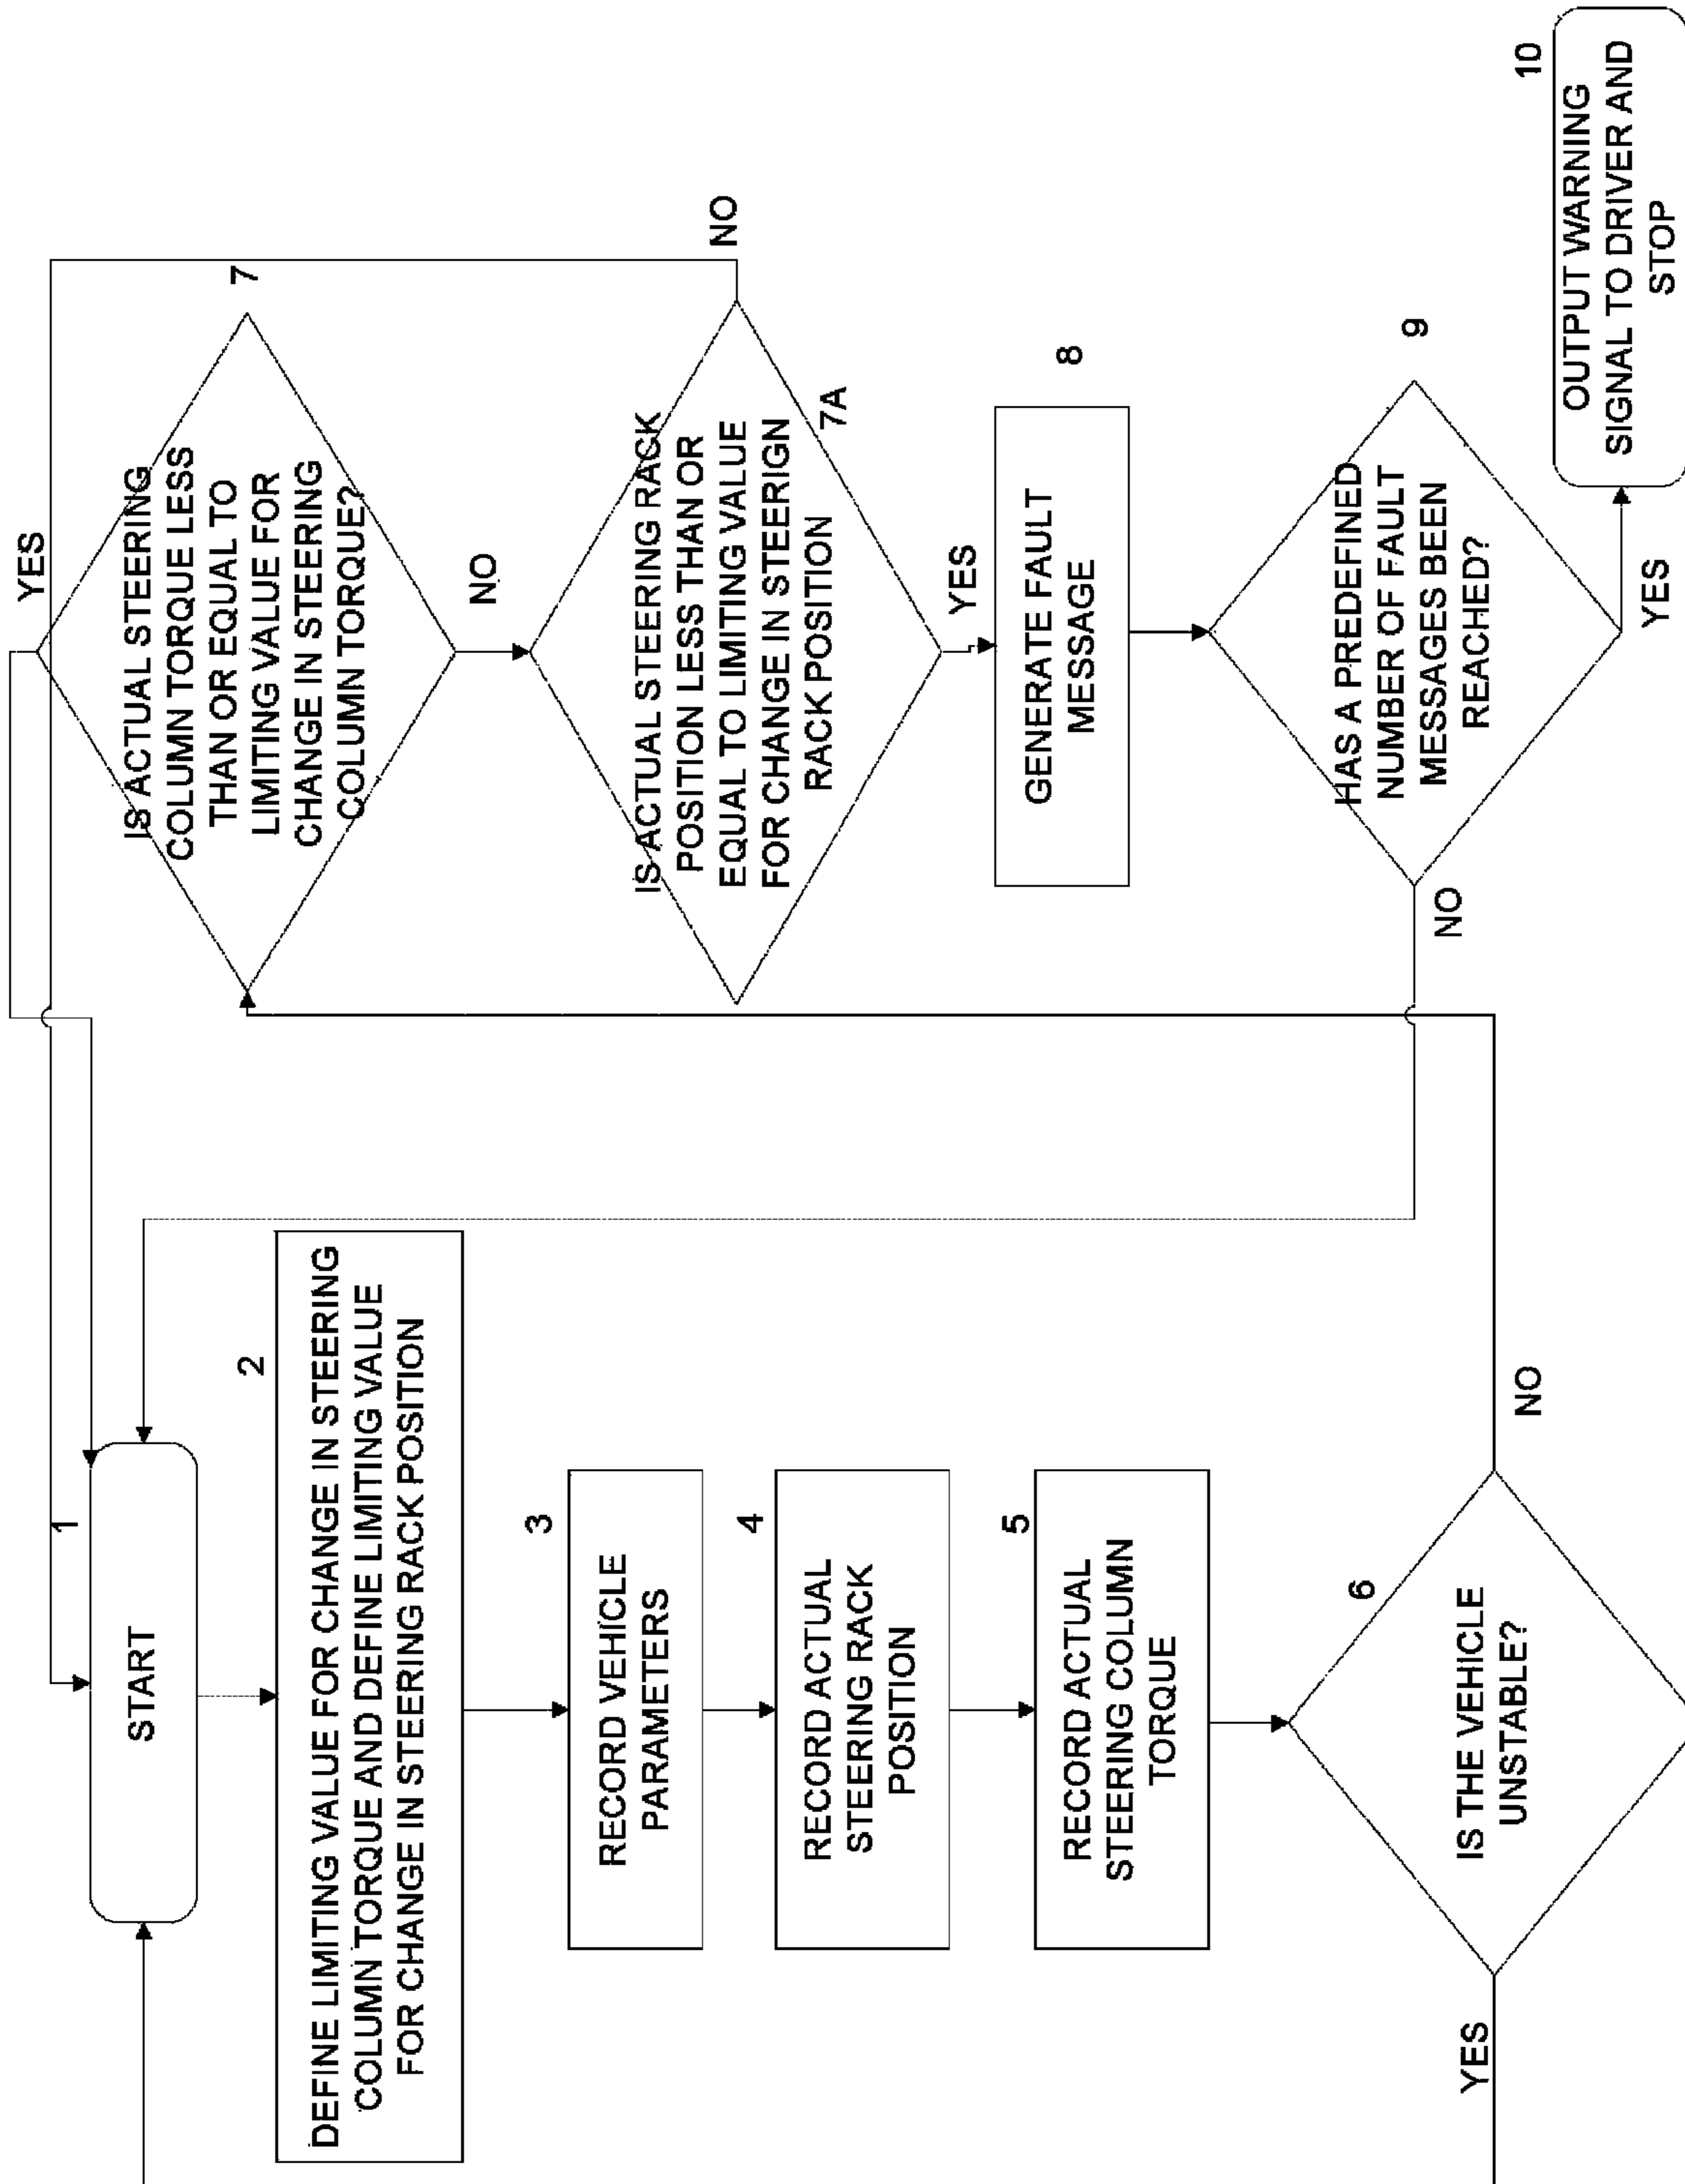 1
START
2
DEFINE LIMITING VALUE FOR CHANGE IN STEERING
COLUMN TORQUE AND DEFINE LIMITING VALUE
FOR CHANGE IN STEERING RACK POSITION
3
RECORD VEHICLE
PARAMETERS
4
RECORD ACTUAL
STEERING RACK
POSITION
5
RECORD ACTUAL
STEERING COLUMN
TORQUE
6
IS THE VEHICLE
UNSTABLE?
YES
NO
YES
7
IS ACTUAL STEERING
COLUMN TORQUE LESS
THAN OR EQUAL TO
LIMITING VALUE FOR
CHANGE IN STEERING
COLUMN TORQUE?
NO
NO
IS ACTUAL STEERING RACK
POSITION LESS THAN OR
EQUAL TO LIMITING VALUE
FOR CHANGE IN STEERIGN
RACK POSITION
7A
YES
8
GENERATE FAULT
MESSAGE
9
HAS A PREDEFINED
NUMBER OF FAULT
MESSAGES BEEN
REACHED?
NO
YES
10
OUTPUT WARNING
SIGNAL TO DRIVER AND
STOP